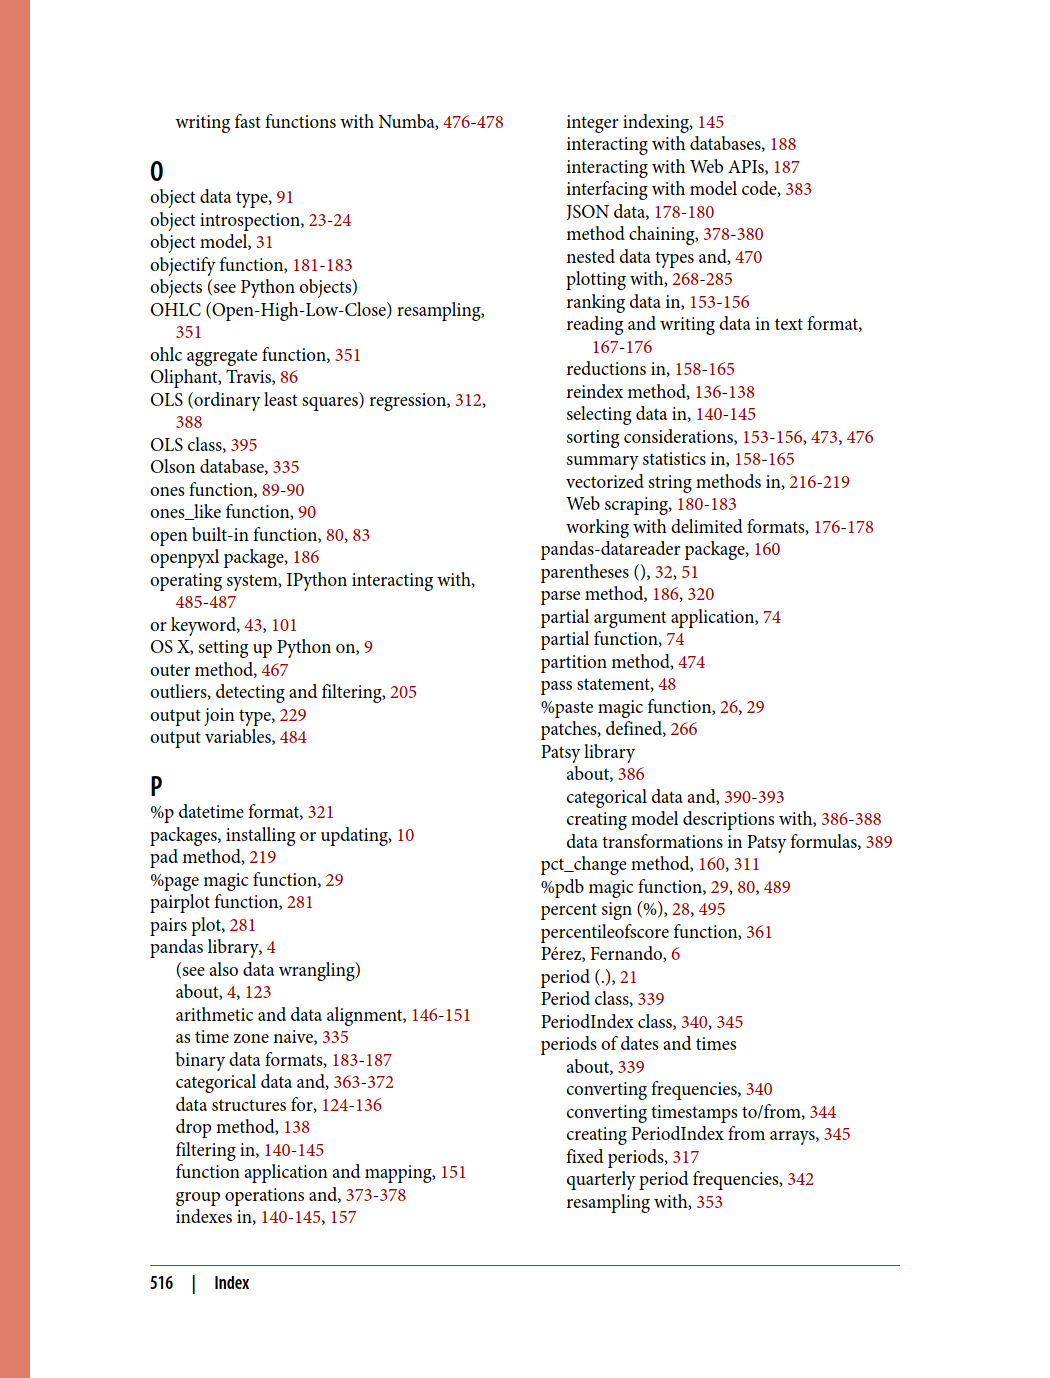 writing fast functions with Numba, 476-478
O
object data type, 91
object introspection, 23-24
object model, 31
objectify function, 181-183
objects (see Python objects)
OHLC (Open-High-Low-Close) resampling,
351
ohlc aggregate function, 351
Oliphant, Travis, 86
OLS (ordinary least squares) regression, 312,
388
OLS class, 395
Olson database, 335
ones function, 89-90
ones_like function, 90
open built-in function, 80, 83
openpyxl package, 186
operating system, IPython interacting with,
485-487
or keyword, 43, 101
OS X, setting up Python on, 9
outer method, 467
outliers, detecting and filtering, 205
output join type, 229
output variables, 484
P
%p datetime format, 321
packages, installing or updating, 10
pad method, 219
%page magic function, 29
pairplot function, 281
pairs plot, 281
pandas library, 4
(see also data wrangling)
about, 4, 123
arithmetic and data alignment, 146-151
as time zone naive, 335
binary data formats, 183-187
categorical data and, 363-372
data structures for, 124-136
drop method, 138
filtering in, 140-145
function application and mapping, 151
group operations and, 373-378
indexes in, 140-145, 157
integer indexing, 145
interacting with databases, 188
interacting with Web APIs, 187
interfacing with model code, 383
JSON data, 178-180
method chaining, 378-380
nested data types and, 470
plotting with, 268-285
ranking data in, 153-156
reading and writing data in text format,
167-176
reductions in, 158-165
reindex method, 136-138
selecting data in, 140-145
sorting considerations, 153-156, 473, 476
summary statistics in, 158-165
vectorized string methods in, 216-219
Web scraping, 180-183
working with delimited formats, 176-178
pandas-datareader package, 160
parentheses (), 32, 51
parse method, 186, 320
partial argument application, 74
partial function, 74
partition method, 474
pass statement, 48
%paste magic function, 26, 29
patches, defined, 266
Patsy library
about, 386
categorical data and, 390-393
creating model descriptions with, 386-388
data transformations in Patsy formulas, 389
pct_change method, 160, 311
%pdb magic function, 29, 80, 489
percent sign (%), 28, 495
percentileofscore function, 361
Pérez, Fernando, 6
period (.), 21
Period class, 339
PeriodIndex class, 340, 345
periods of dates and times
about, 339
converting frequencies, 340
converting timestamps to/from, 344
creating PeriodIndex from arrays, 345
fixed periods, 317
quarterly period frequencies, 342
resampling with, 353
516 | Index